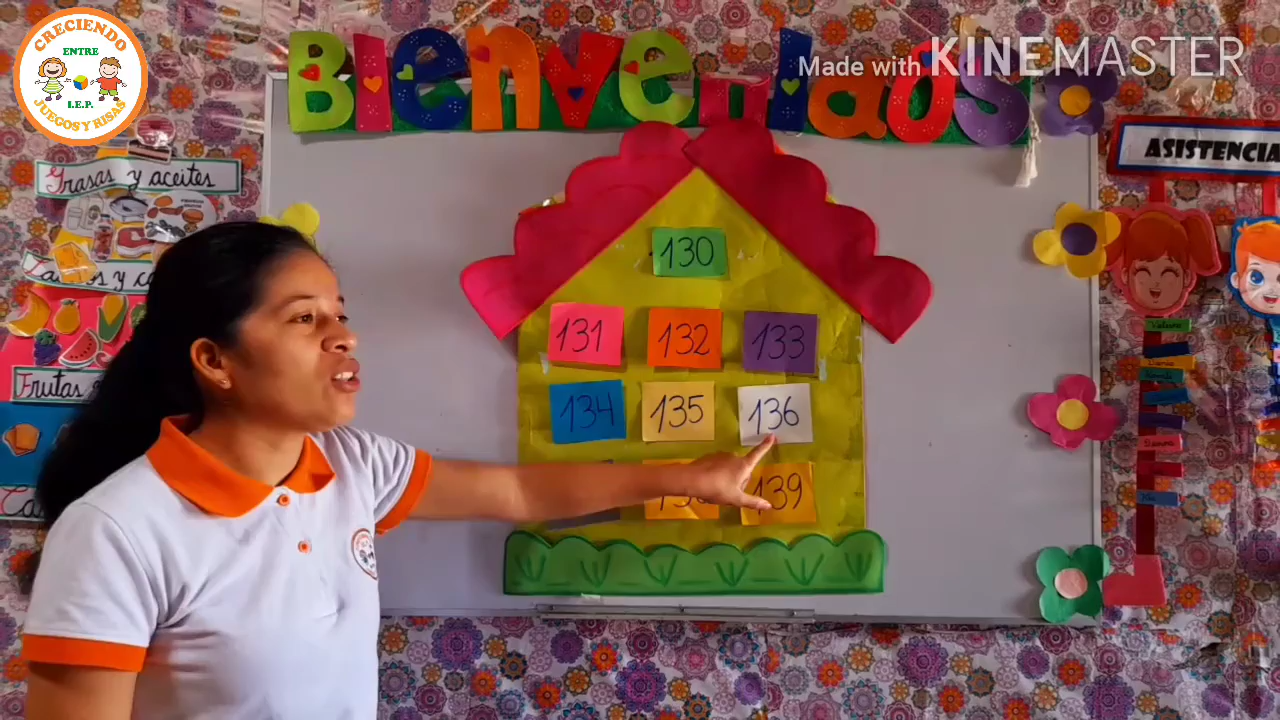 CRECIENDO
ENTRE
I.E.P.
JUEGOS Y RISAS
Made with KINEMASTER
Bienvenidos
ASISTENCIA
Grasas y aceites
Frutas
130
131 132 133
134 135 136
139